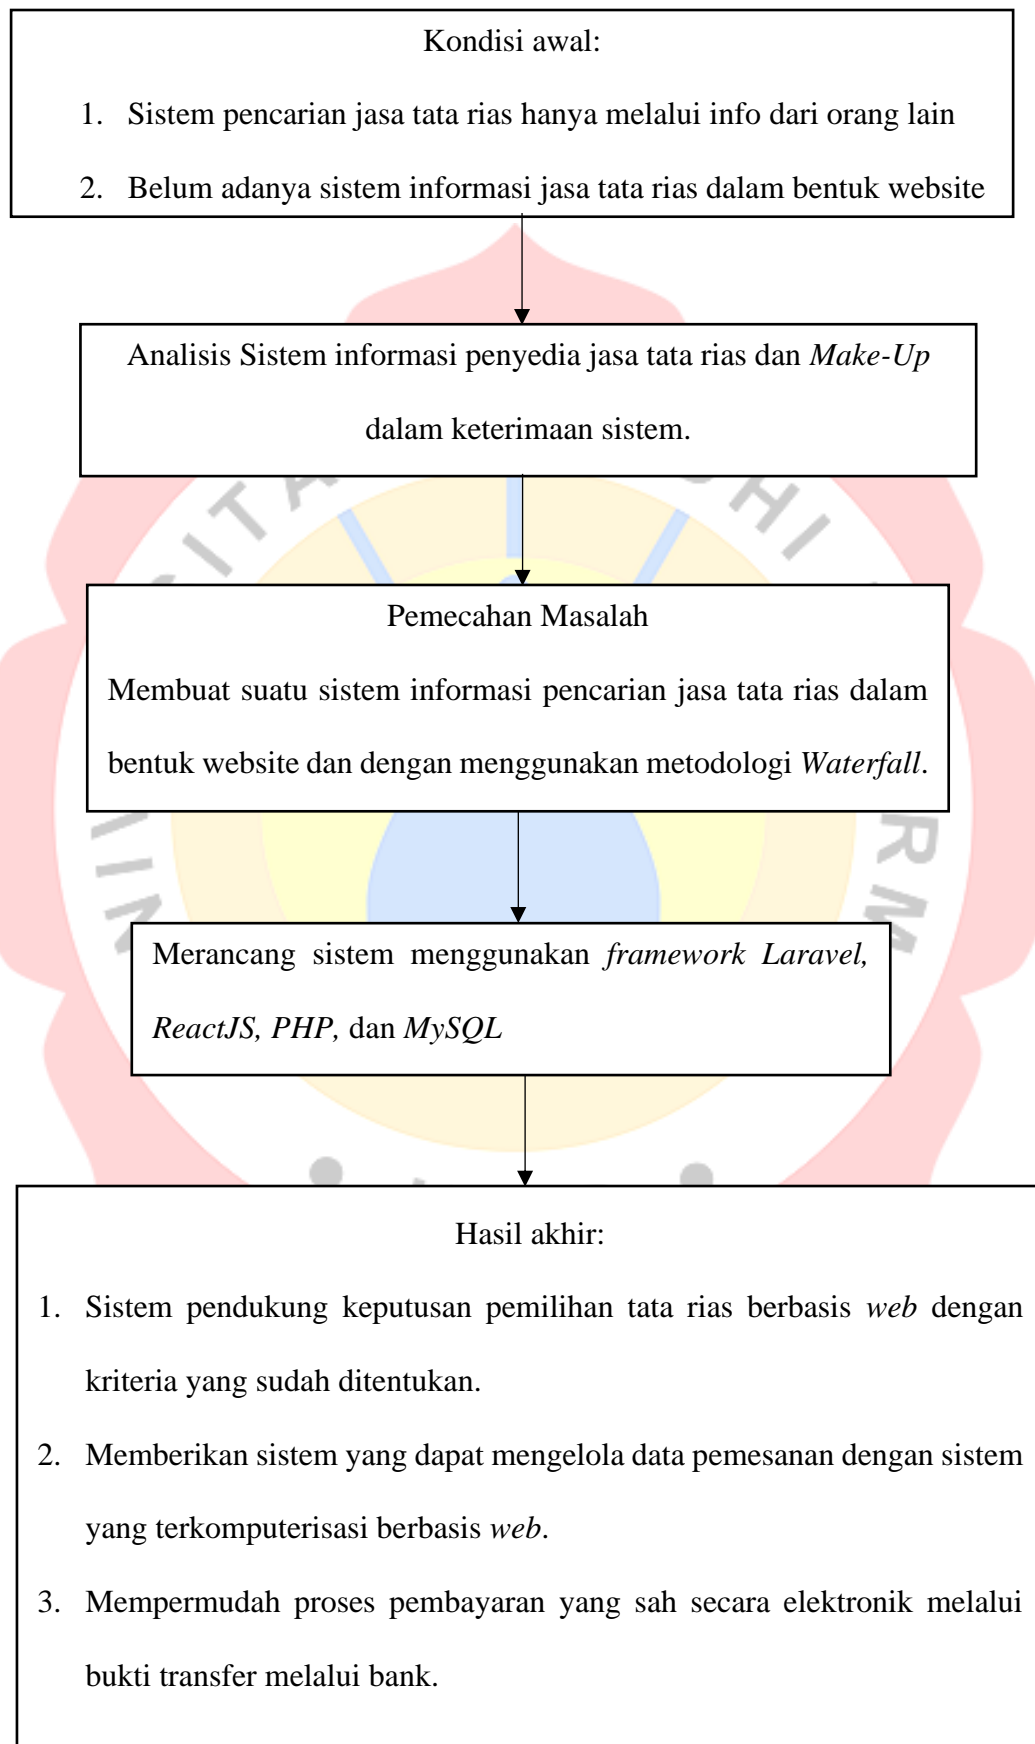 Kondisi awal:
1. Sistem pencarian jasa tata rias hanya melalui info dari orang lain
2. Belum adanya sistem informasi jasa tata rias dalam bentuk website
Analisis Sistem informasi penyedia jasa tata rias dan Make-Up
dalam keterimaan sistem.
Pemecahan Masalah
Membuat suatu sistem informasi pencarian jasa tata rias dalam
bentuk website dan dengan menggunakan metodologi Waterfall.
Merancang sistem menggunakan framework Laravel,
ReactJS, PHP, dan MySQL
Hasil akhir:
1. Sistem pendukung keputusan pemilihan tata rias berbasis web dengan
kriteria yang sudah ditentukan.
2. Memberikan sistem yang dapat mengelola data pemesanan dengan sistem
yang terkomputerisasi berbasis web.
3. Mempermudah proses pembayaran yang sah secara elektronik melalui
bukti transfer melalui bank.